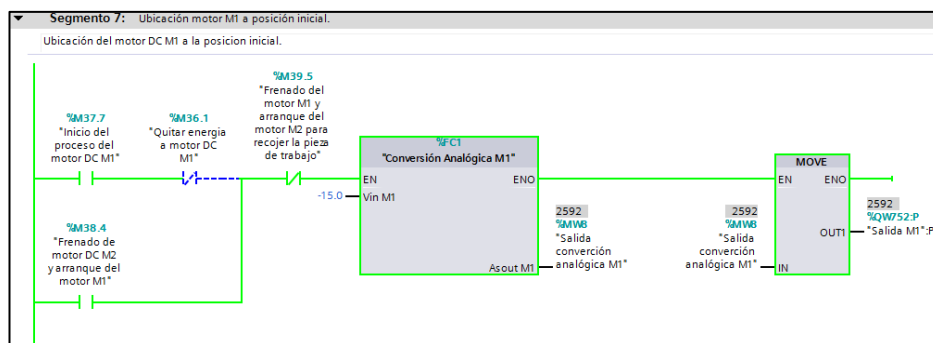 Segmento 7: Ubicación motor M1 a posición inicial.
Ubicación del motor DC M1 a la posicion inicial.
%M37.7
"Inicio del
proceso del
motor DC M1"
%M36.1
"Quitar energia
a motor DC
M1"
%M39.5
"Frenado del
motor M1 y
arranque del
motor M2 para
recojer la pieza
de trabajo"
%M38.4
"Frenado de
motor DC M2
y arranque del
motor M1"
%FC1
"Conversión Analógica M1"
EN
ENO
-15.0
Vin M1
Asout M1
2592
%MW8
"Salida
converción
analógica M1"
MOVE
EN
ENO
2592
%MW8
"Salida
converción
analógica M1"
IN
OUT1
2592
%QW752:P
"Salida M1":P